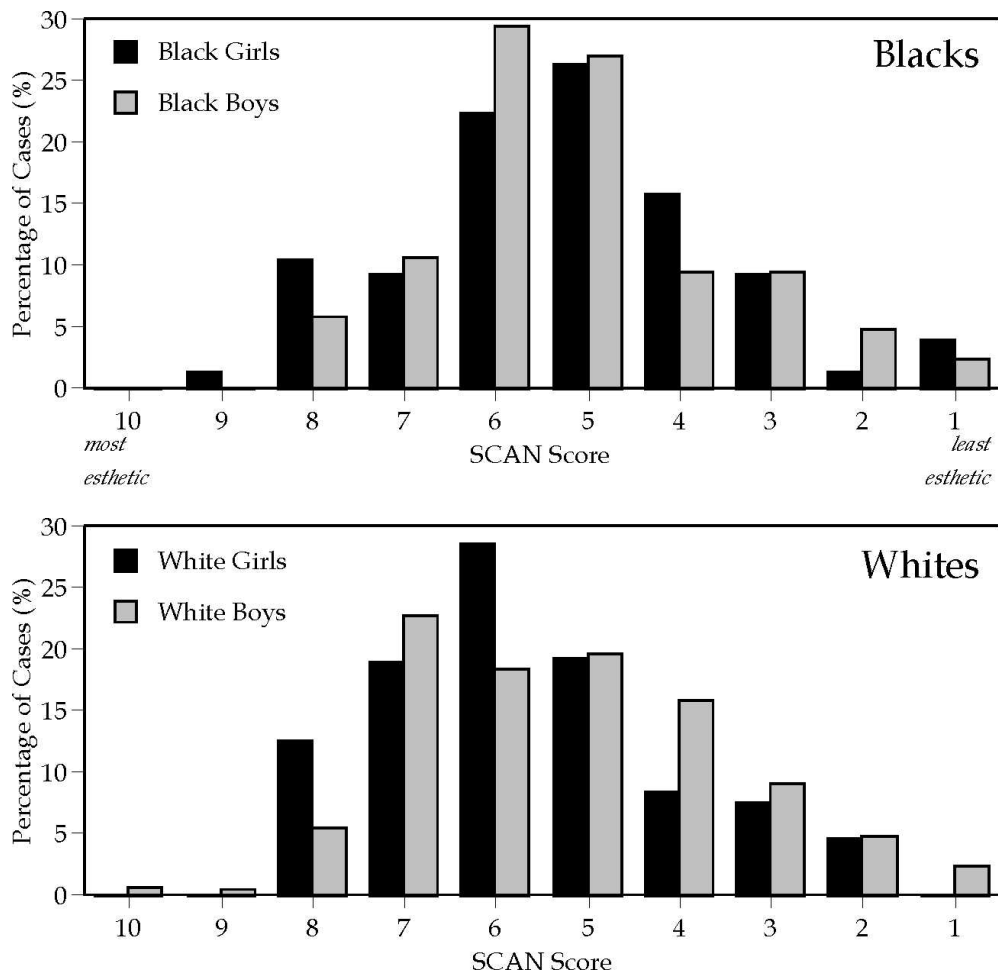 30
25
20
15
10
5
0
Percentage of Cases (%)
Black Girls
Black Boys
Blacks
10 9 8 7 6 5 4 3 2 1
most
esthetic
SCAN Score
least
esthetic
30
25
20
15
10
5
0
Percentage of Cases (%)
White Girls
White Boys
Whites
10 9 8 7 6 5 4 3 2 1
SCAN Score